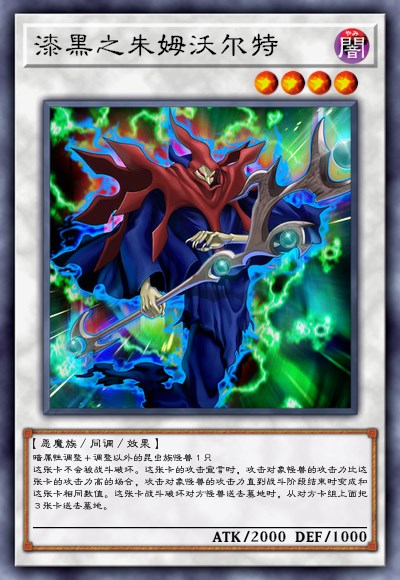 漆黑之朱姆沃尔特
やみ
闇
【恶魔族／同调／效果】
暗属性调整＋调整以外的昆虫族怪兽１只
这张卡不会被战斗破坏。这张卡的攻击宣言时，攻击对象怪兽的攻击力比这
张卡的攻击力高的场合，攻击对象怪兽的攻击力直到战斗阶段结束时变成和
这张卡相同数值。这张卡战斗破坏对方怪兽送去墓地时，从对方卡组上面把
３张卡送去墓地。
ATK/2000 DEF/1000